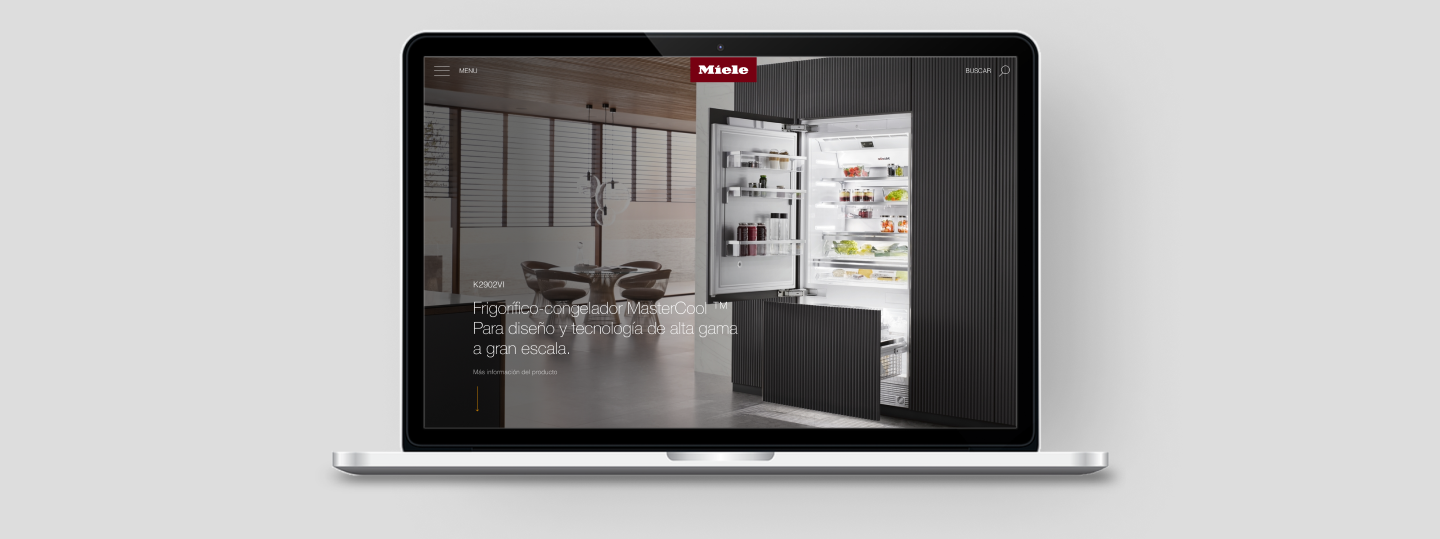 MENU
Miele
BUSCAR
K2902VI
Frigorífico-congelador MasterCool ™
Para diseño y tecnología de alta gama
a gran escala.
Más información del producto